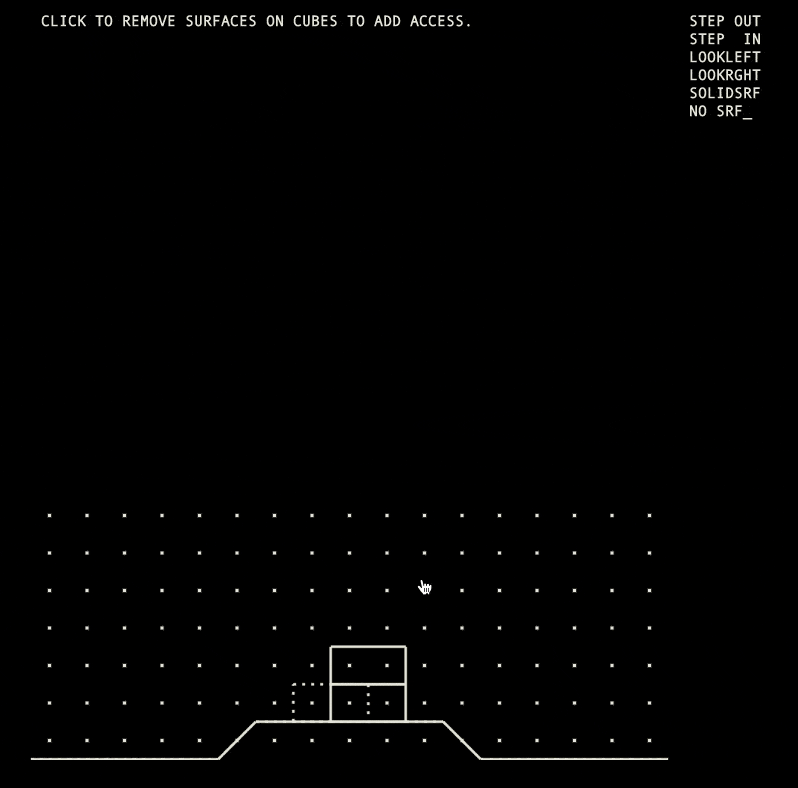 CLICK TO REMOVE SURFACES ON CUBES TO ADD ACCESS.
STEP OUT
STEP  IN
LOOKLEFT
LOOKRGHT
SOLIDSRF
NO SRF_